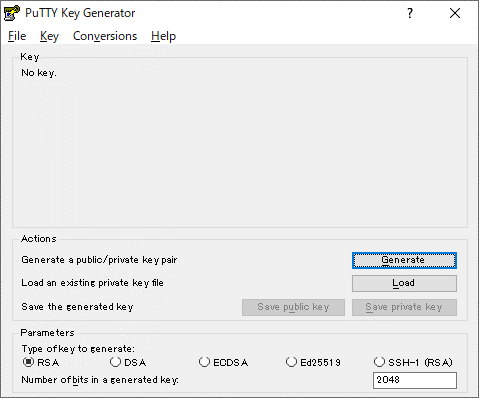 PuTTY Key Generator
File Key Conversions Help
Key
No key.
Actions
Generate a public/private key pair Generate
Load an existing private key file Load
Save the generated key Save public key Save private key
Parameters
Type of key to generate:
RSA DSA ECDSA Ed25519 SSH-1 (RSA)
Number of bits in a generated key: 2048